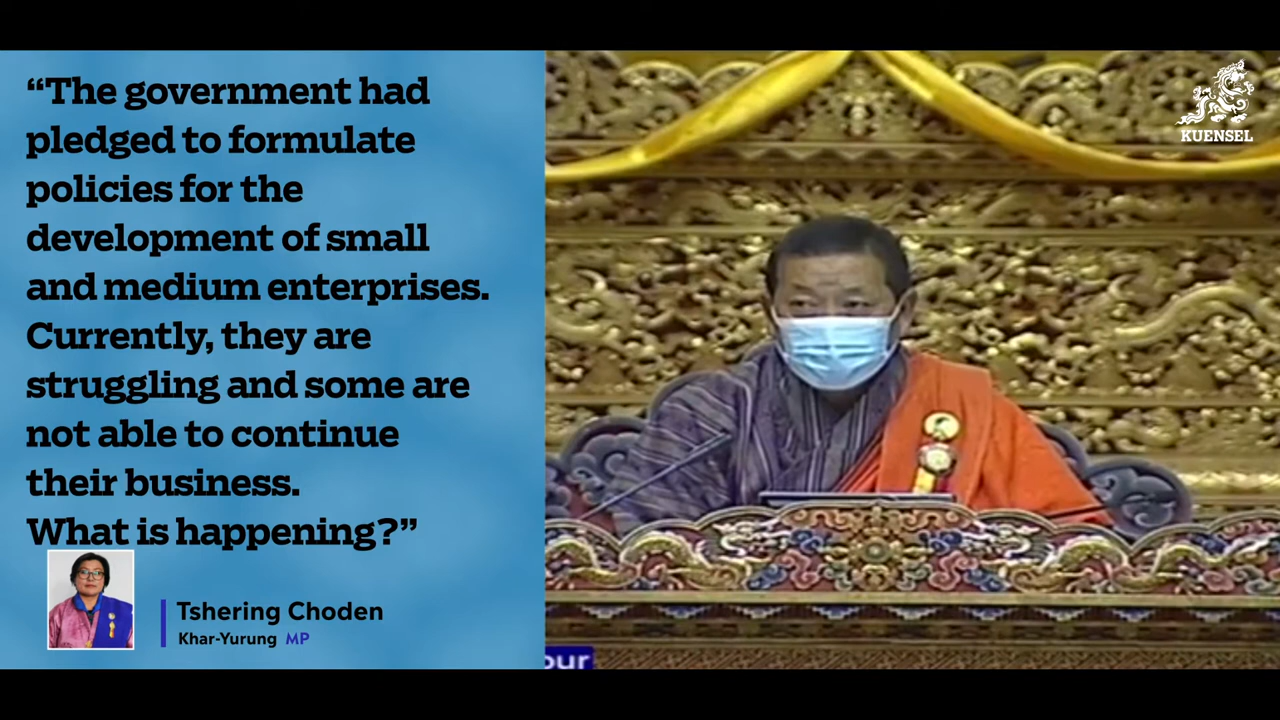 “The government had
pledged to formulate
policies for the
development of small
and medium enterprises.
Currently, they are
struggling and some are
not able to continue
their business.
What is happening?”
Tshering Choden
Khar-Yurung MP
KUENSEL
our